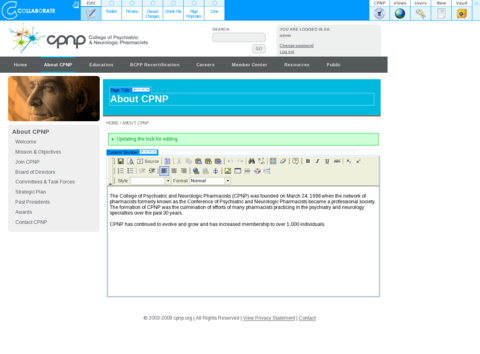 COLLABORATE
EDIT
Publish
Review
Discard Changes
Delete File
Page Properties
Done
CPNP
Views
Users
New
Vault
cpnp
College of Psychiatric
& Neurologic Pharmacists
SEARCH:
GO
YOU ARE LOGGED IN AS:
admin
Change password
Log out
Home
About CPNP
Education
BCPP Recertification
Careers
Member Center
Resources
Public
Page Title
About CPNP
HOME / ABOUT CPNP
Updating the lock for editing
About CPNP
Welcome
Mission & Objectives
Join CPNP
Board of Directors
Committees & Task Forces
Strategic Plan
Past Presidents
Awards
Contact CPNP
Source
Style
Format
Normal
The College of Psychiatric and Neurologic Pharmacists (CPNP) was founded on March 24, 1998 when the network of
pharmacists formerly known as the Conference of Psychiatric and Neurologic Pharmacists became a professional society.
The formation of CPNP was the culmination of efforts of many pharmacists practicing in the psychiatry and neurology
specialties over the past 30 years.
CPNP has continued to evolve and grow and has increased membership to over 1,000 individuals.
© 2003-2009 cpnp.org | All Rights Reserved | View Privacy Statement | Contact